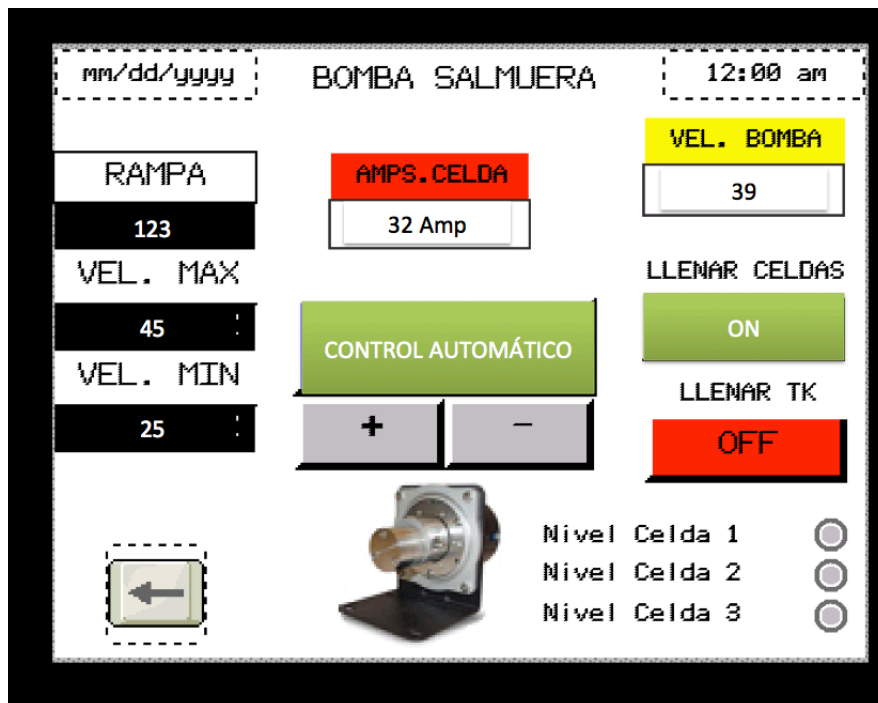 mm/dd/yyyy
BOMBA SALMUERA
12:00 am
RAMPA
123
VEL. MAX
45 :
VEL. MIN
25 :
AMPS.CELDA
32 Amp
CONTROL AUTOMÁTICO
+
-
VEL. BOMBA
39
LLENAR CELDAS
ON
LLENAR TK
OFF
Nivel Celda 1
Nivel Celda 2
Nivel Celda 3